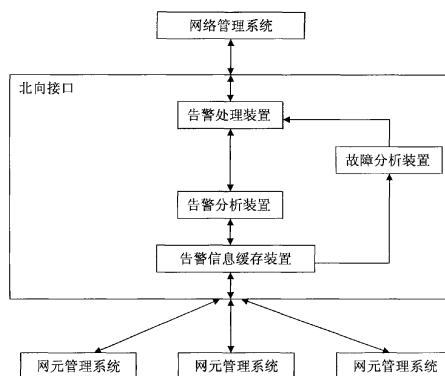 网络管理系统
北向接口
告警处理装置
故障分析装置
告警分析装置
告警信息缓存装置
网元管理系统
网元管理系统
网元管理系统